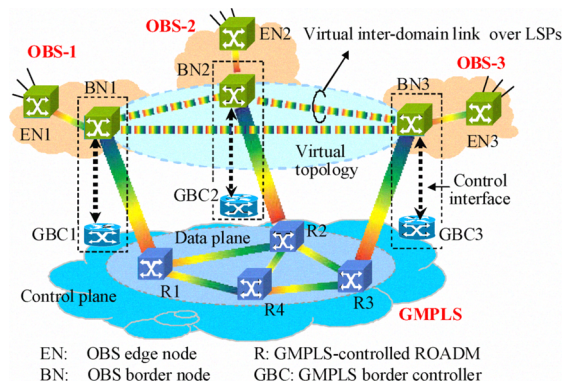 OBS-2
EN2
Virtual inter-domain link over LSPs
OBS-1
BN2
OBS-3
BN1
BN3
EN1
EN3
Virtual
topology
GBC2
Control
interface
GBC1
GBC3
Data plane
R2
Control plane
R1
R4
R3
GMPLS
EN: OBS edge node R: GMPLS-controlled ROADM
BN: OBS border node GBC: GMPLS border controller